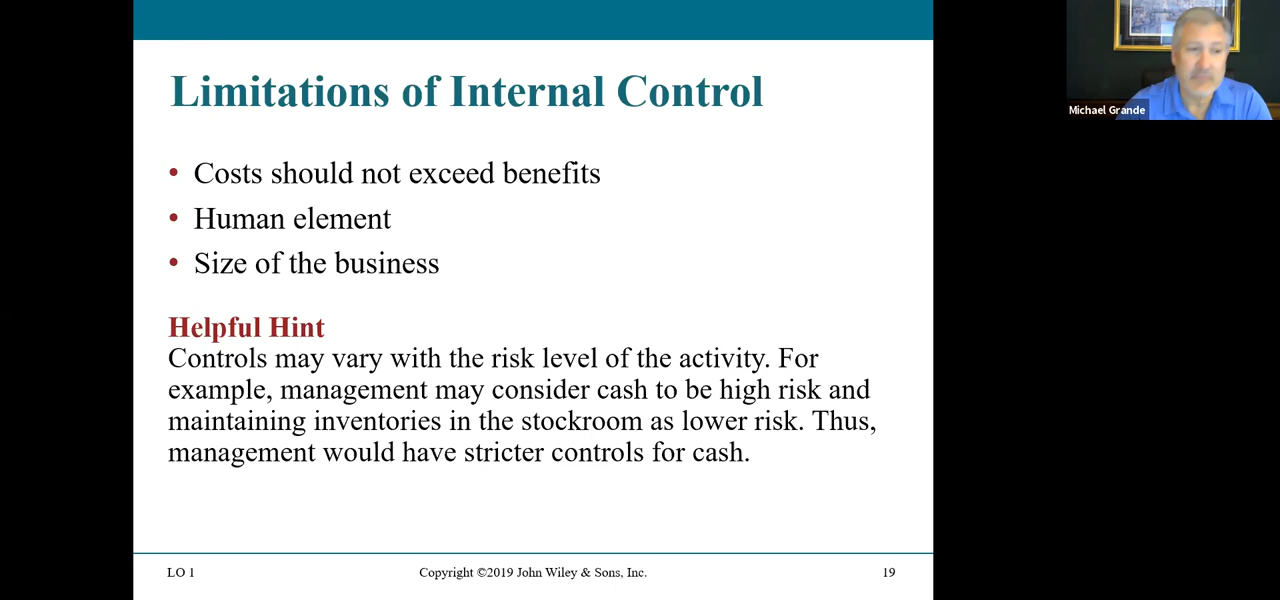 Limitations of Internal Control
• Costs should not exceed benefits
• Human element
• Size of the business
Helpful Hint
Controls may vary with the risk level of the activity. For
example, management may consider cash to be high risk and
maintaining inventories in the stockroom as lower risk. Thus,
management would have stricter controls for cash.
LO 1 Copyright ©2019 John Wiley & Sons, Inc. 19
Michael Grande